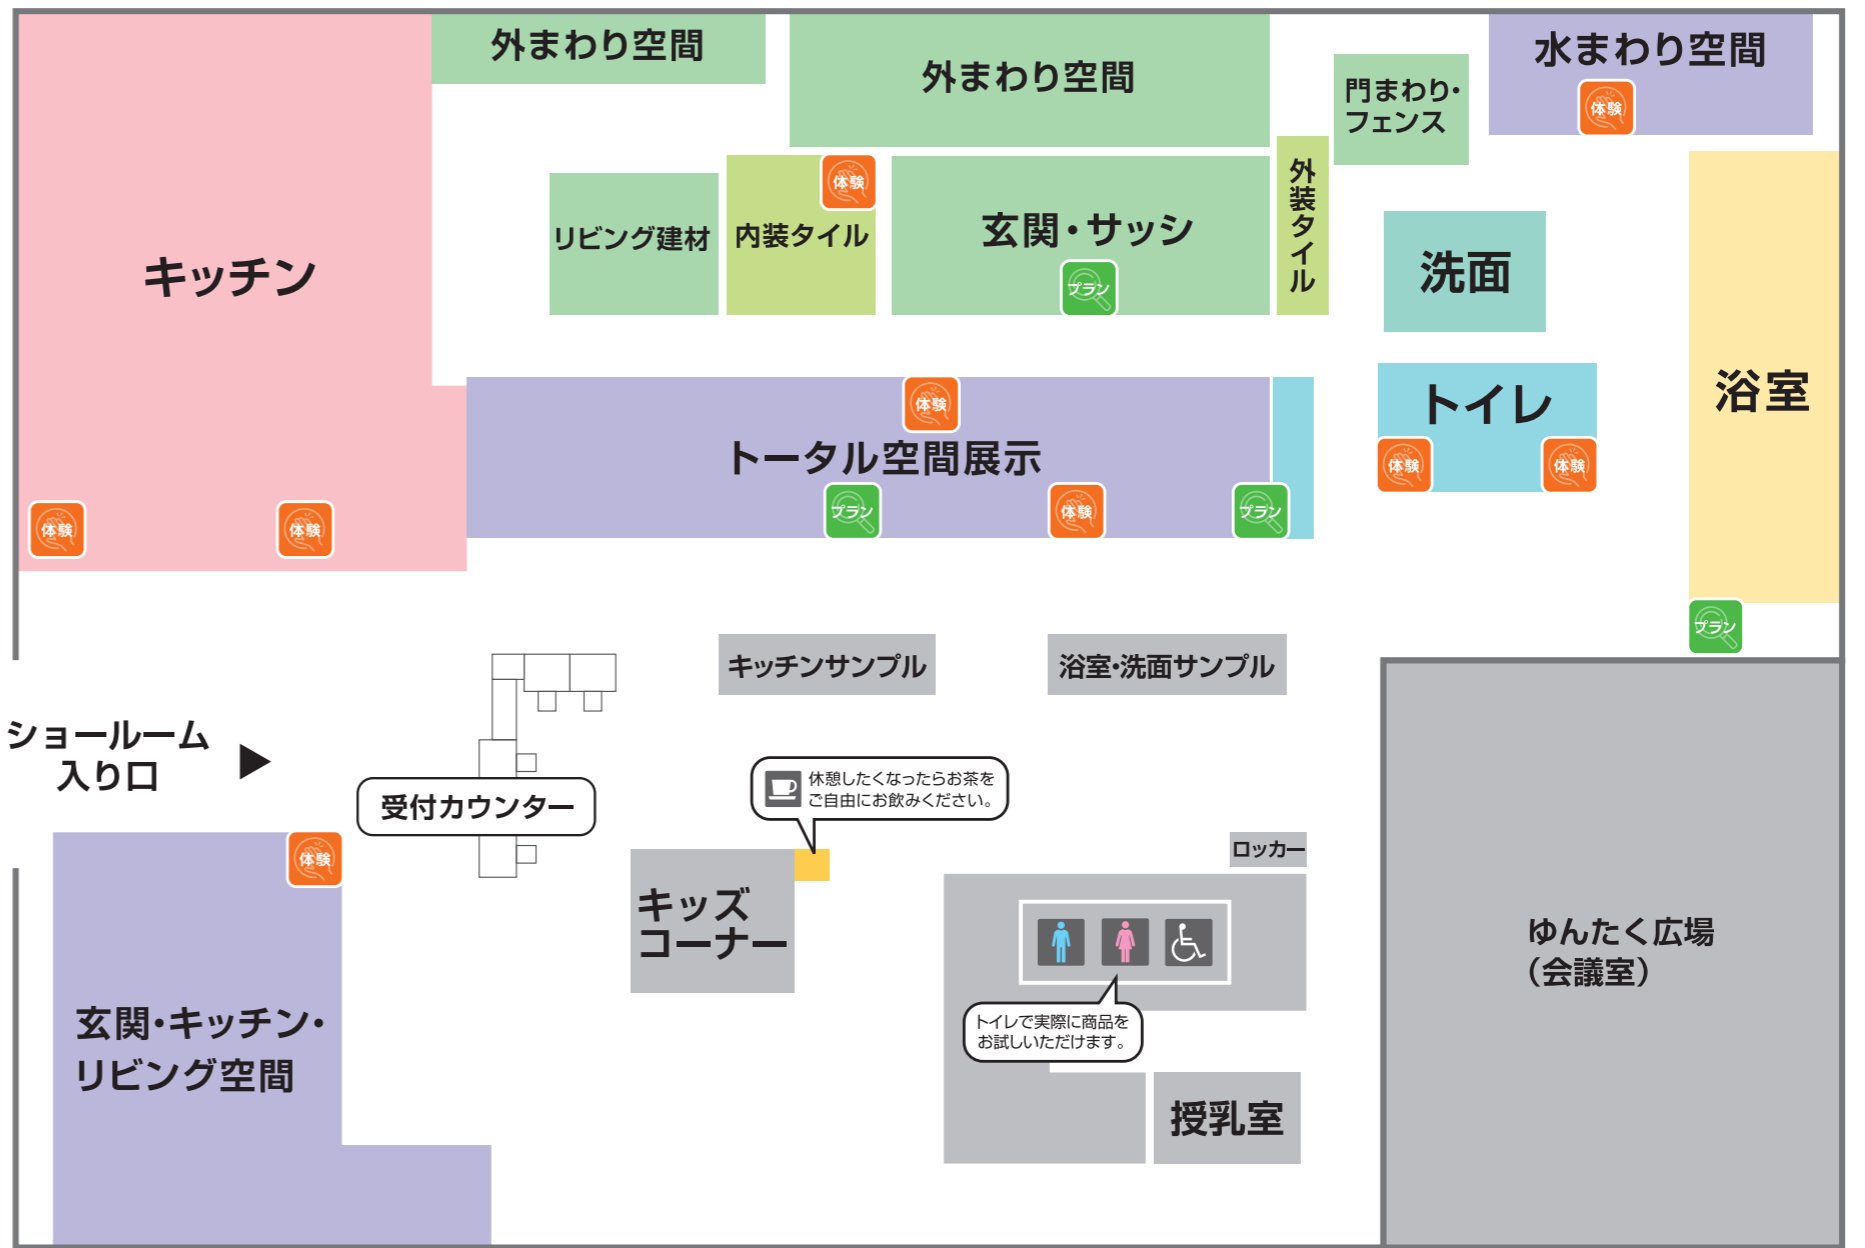 外まわり空間
外まわり空間
水まわり空間
体験
門まわり・
フェンス
キッチン
リビング建材
体験
内装タイル
玄関・サッシ
プラン
外装タイル
洗面
浴室
体験
トータル空間展示
プラン
体験
プラン
トイレ
体験
体験
体験
体験
プラン
キッチンサンプル
浴室・洗面サンプル
ショールーム
入り口
受付カウンター
休憩したくなったらお茶を
ご自由にお飲みください。
体験
ロッカー
キッズ
コーナー
トイレで実際に商品を
お試しいただけます。
ゆんたく広場
（会議室）
玄関・キッチン・
リビング空間
授乳室